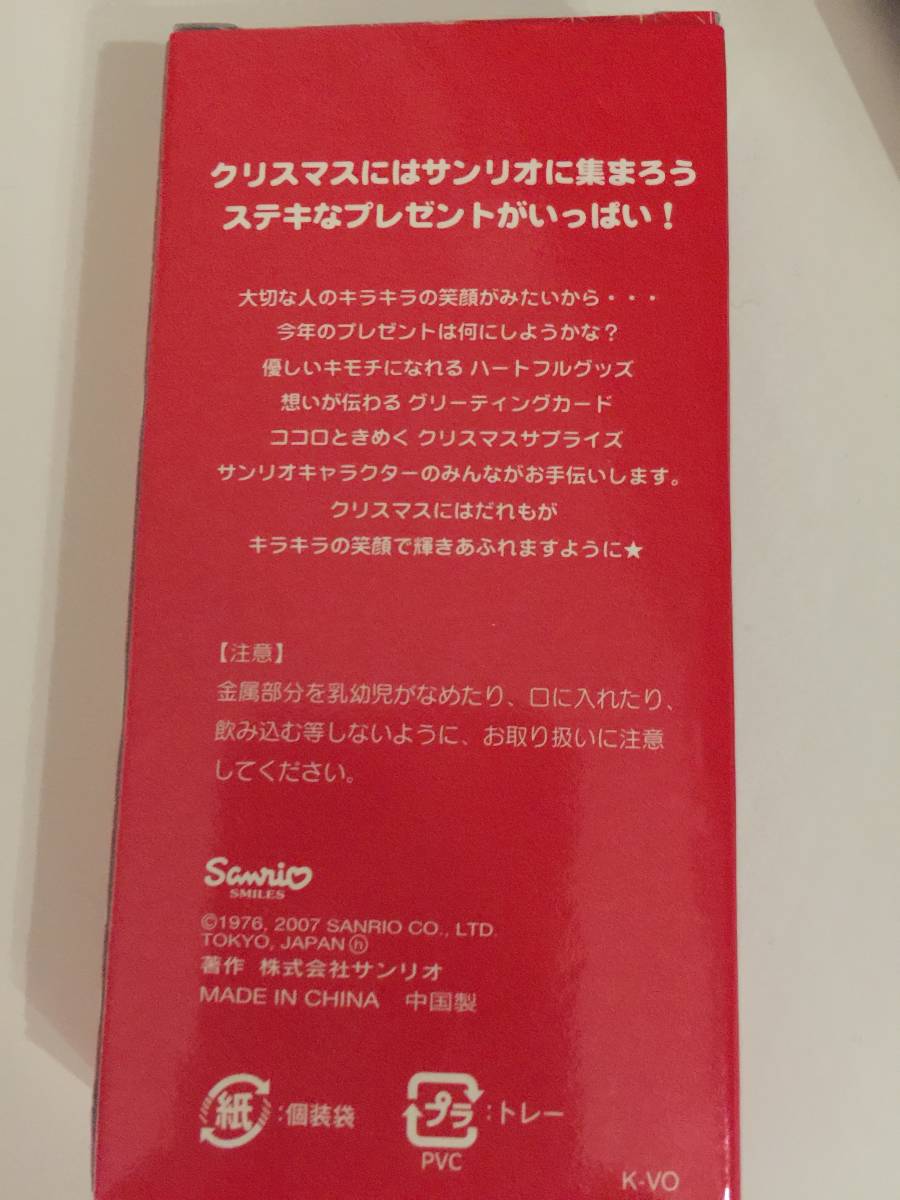 クリスマスにはサンリオに集まろう
ステキなプレゼントがいっぱい！
大切な人のキラキラの笑顔がみたいから・・・
今年のプレゼントは何にしようかな？
優しいキモチになれる ハートフルグッズ
想いが伝わる グリーティングカード
ココロときめく クリスマスサプライズ
サンリオキャラクターのみんながお手伝いします。
クリスマスにはだれもが
キラキラの笑顔で輝きあふれますように★
【注意】
金属部分を乳幼児がなめたり、口に入れたり、
飲み込む等しないように、お取り扱いに注意
してください。
Sanrio
SMILES
©1976, 2007 SANRIO CO., LTD.
TOKYO, JAPAN ⓗ
著作 株式会社サンリオ
MADE IN CHINA 中国製
紙:個装袋 プラ:トレー
PVC
K-VO